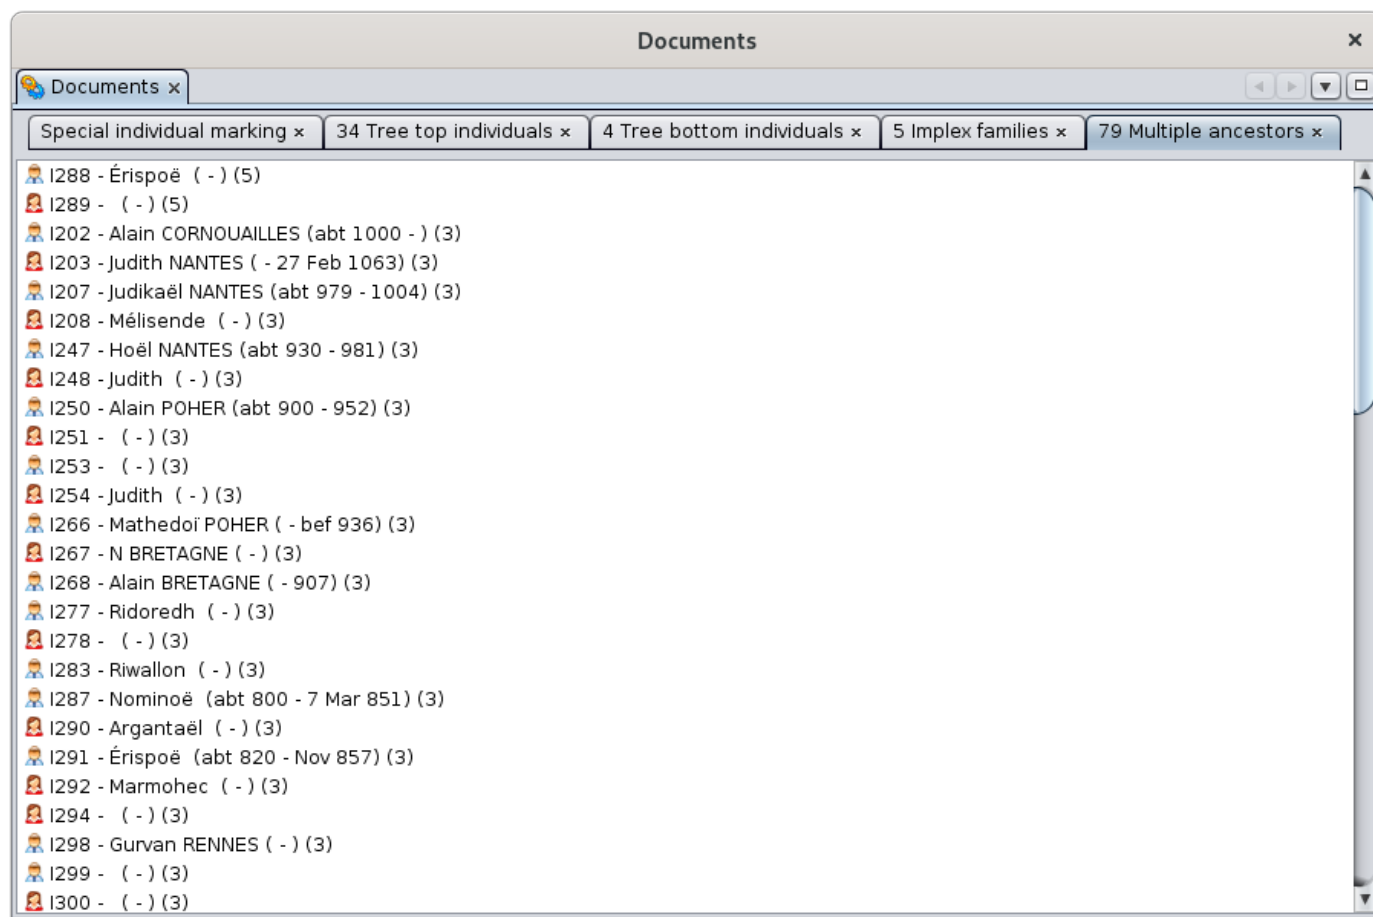 Documents
Documents
Special individual marking 34 Tree top individuals 4 Tree bottom individuals 5 Implex families 79 Multiple ancestors
I288 - Érispoë ( - ) (5)
I289 - ( - ) (5)
I202 - Alain CORNOUAILLES (abt 1000 - ) (3)
I203 - Judith NANTES ( - 27 Feb 1063) (3)
I207 - Judikaël NANTES (abt 979 - 1004) (3)
I208 - Mélisende ( - ) (3)
I247 - Hoël NANTES (abt 930 - 981) (3)
I248 - Judith ( - ) (3)
I250 - Alain POHER (abt 900 - 952) (3)
I251 - ( - ) (3)
I253 - ( - ) (3)
I254 - Judith ( - ) (3)
I266 - Mathedoï POHER ( - bef 936) (3)
I267 - N BRETAGNE ( - ) (3)
I268 - Alain BRETAGNE ( - 907) (3)
I277 - Ridoredh ( - ) (3)
I278 - ( - ) (3)
I283 - Riwallon ( - ) (3)
I287 - Nominoë (abt 800 - 7 Mar 851) (3)
I290 - Argantaël ( - ) (3)
I291 - Érispoë (abt 820 - Nov 857) (3)
I292 - Marmohec ( - ) (3)
I294 - ( - ) (3)
I298 - Gurvan RENNES ( - ) (3)
I299 - ( - ) (3)
I300 - ( - ) (3)